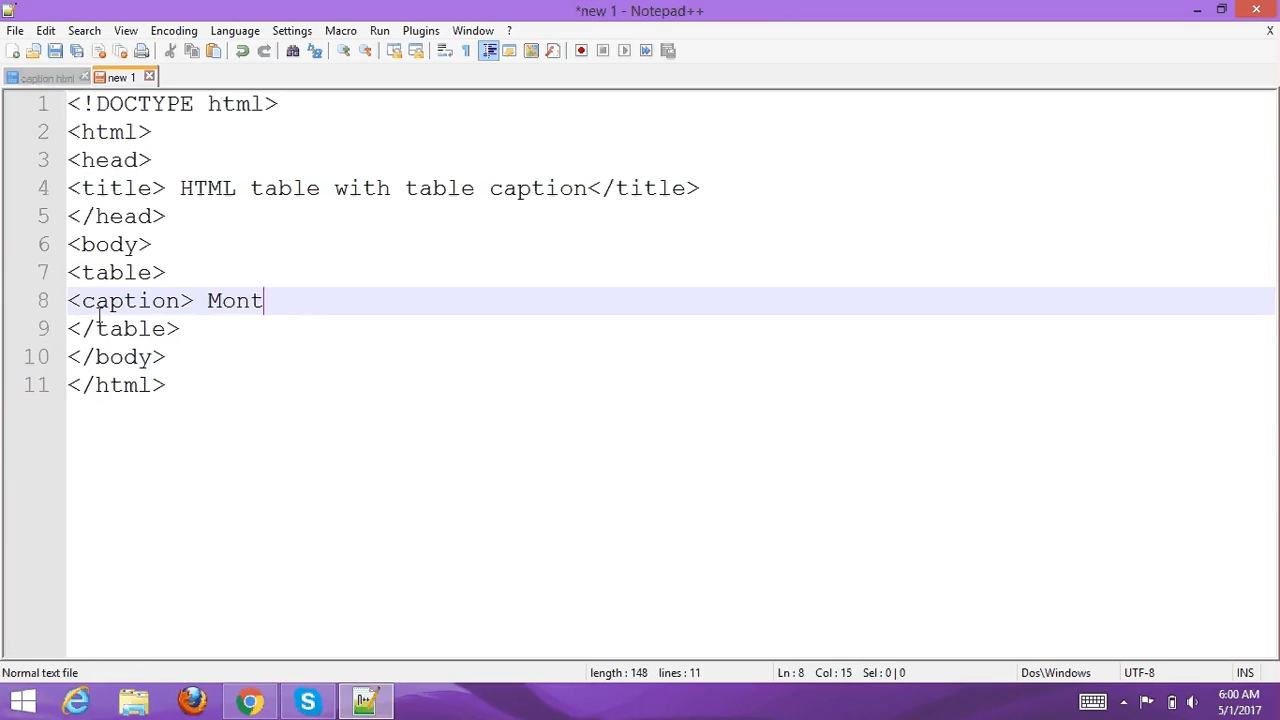 *new 1 - Notepad++
File Edit Search View Encoding Language Settings Macro Run Plugins Window ? X
caption html new 1
1 <!DOCTYPE html>
2 <html>
3 <head>
4 <title> HTML table with table caption</title>
5 </head>
6 <body>
7 <table>
8 <caption> Mont
9 </table>
10 </body>
11 </html>
Normal text file length : 148 lines : 11 Ln : 8 Col : 15 Sel : 0 | 0 Dos\Windows UTF-8 INS
6:00 AM
5/1/2017